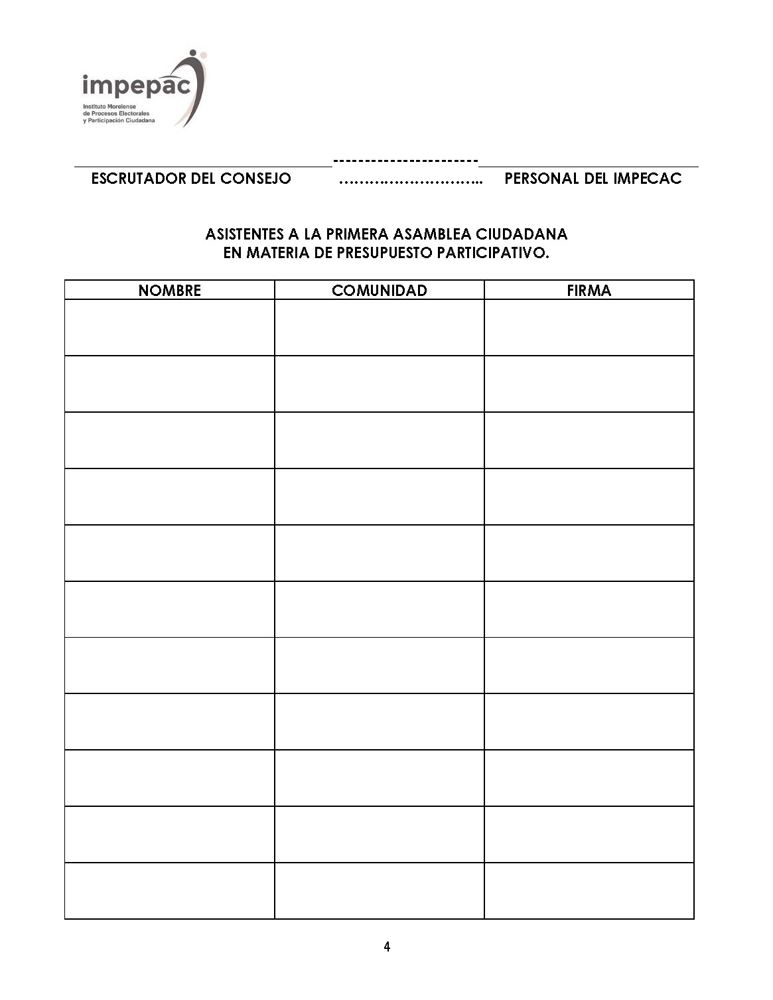 impepac
Instituto Morelense
de Procesos Electorales
y Participación Ciudadana
-----------------------
ESCRUTADOR DEL CONSEJO ……………………….. PERSONAL DEL IMPECAC
ASISTENTES A LA PRIMERA ASAMBLEA CIUDADANA
EN MATERIA DE PRESUPUESTO PARTICIPATIVO.
NOMBRE COMUNIDAD FIRMA
4